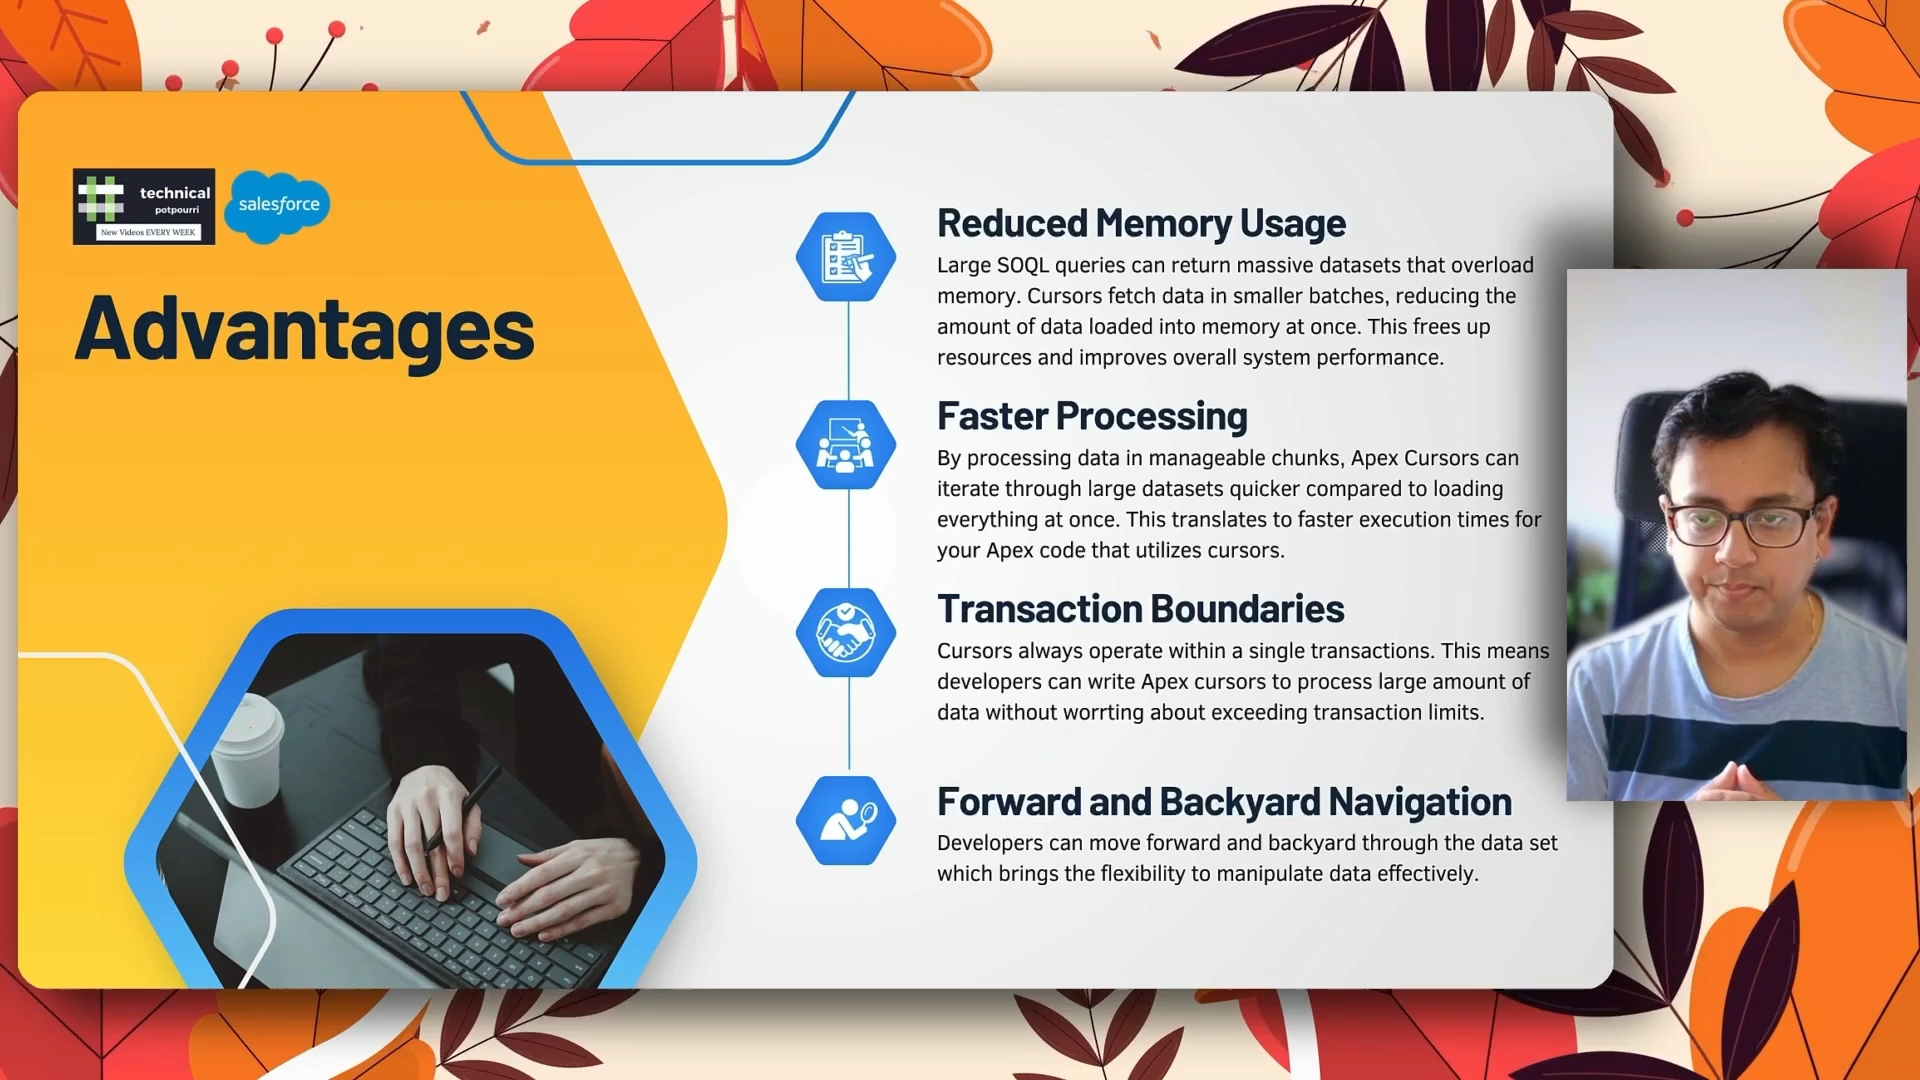 technical
potpourri
New Videos EVERY WEEK
salesforce
Advantages
Reduced Memory Usage
Large SOQL queries can return massive datasets that overload
memory. Cursors fetch data in smaller batches, reducing the
amount of data loaded into memory at once. This frees up
resources and improves overall system performance.
Faster Processing
By processing data in manageable chunks, Apex Cursors can
iterate through large datasets quicker compared to loading
everything at once. This translates to faster execution times for
your Apex code that utilizes cursors.
Transaction Boundaries
Cursors always operate within a single transactions. This means
developers can write Apex cursors to process large amount of
data without worrting about exceeding transaction limits.
Forward and Backyard Navigation
Developers can move forward and backyard through the data set
which brings the flexibility to manipulate data effectively.